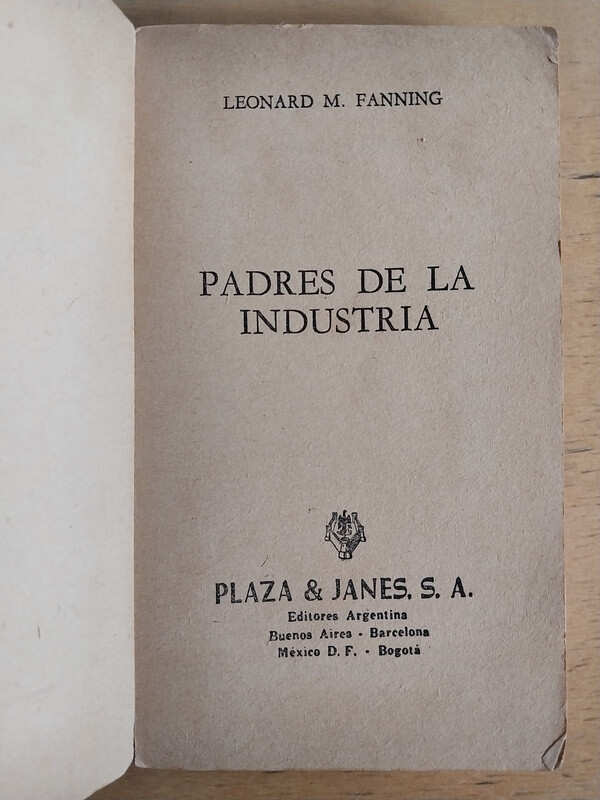 LEONARD M. FANNING
PADRES DE LA
INDUSTRIA
PLAZA & JANES, S. A.
Editores Argentina
Buenos Aires - Barcelona
México D. F. - Bogotá